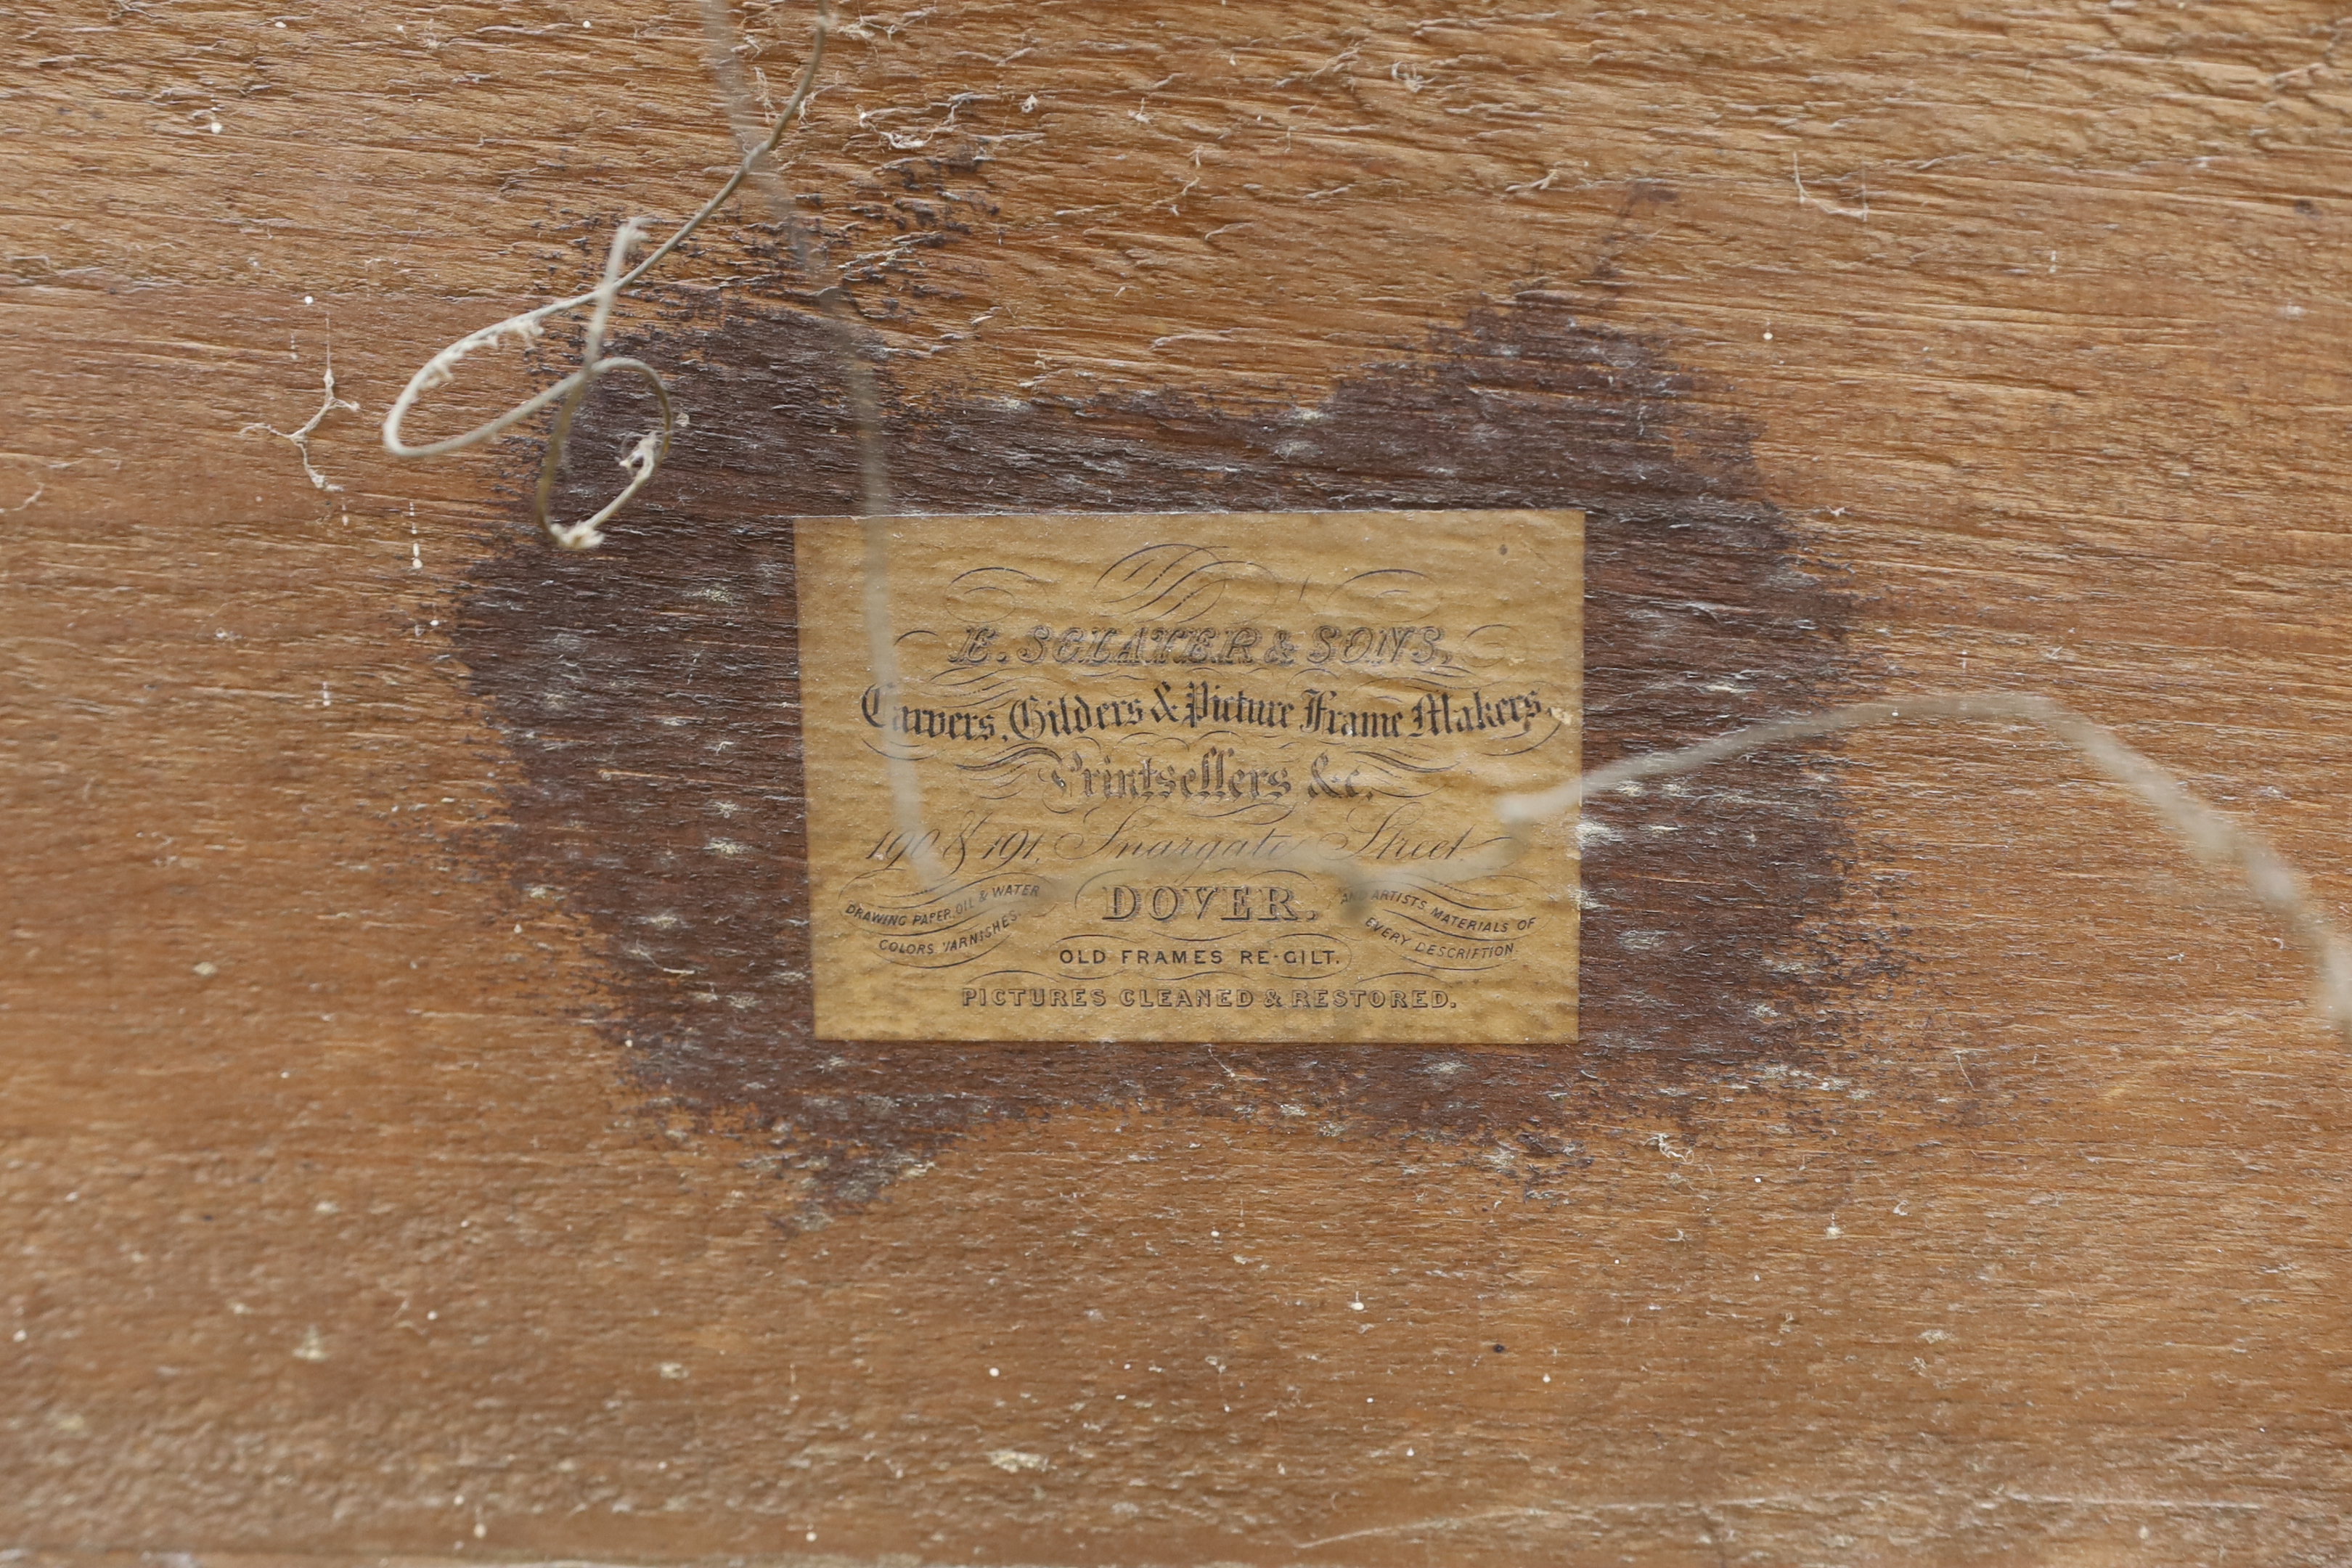 E. SCLATER & SONS,
Carvers, Gilders & Picture Frame Makers,
Printsellers &c.
190 & 191, Snargate Street.
DOVER.
DRAWING PAPER, OIL & WATER
COLORS VARNISHES.
AND ARTISTS MATERIALS OF
EVERY DESCRIPTION.
OLD FRAMES RE-GILT.
PICTURES CLEANED & RESTORED.